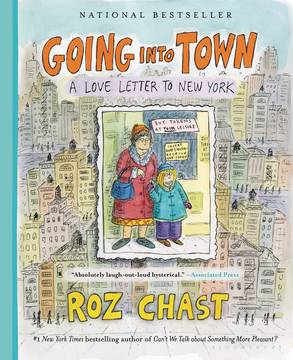 NATIONAL BESTSELLER
GOING INTO TOWN
A LOVE LETTER TO NEW YORK
BUY TOKENS
AT YOUR LEISURE!
"Absolutely laugh-out-loud hysterical." —Associated Press
ROZ CHAST
#1 New York Times bestselling author of Can't We Talk about Something More Pleasant?